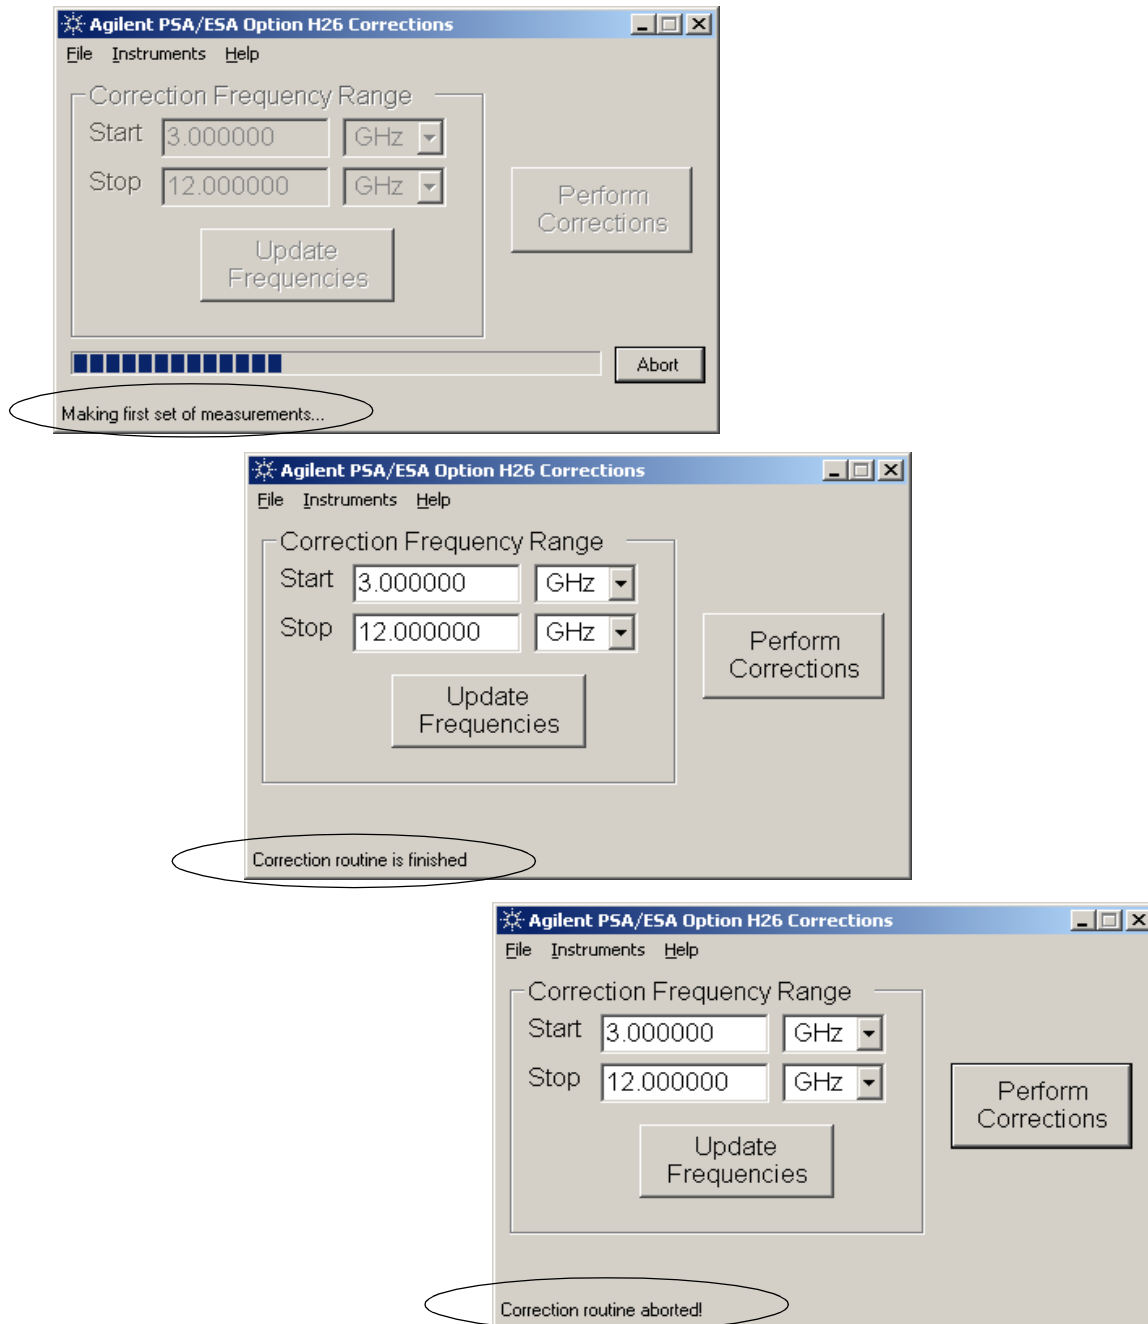 Agilent PSA/ESA Option H26 Corrections
File Instruments Help
Correction Frequency Range
Start 3.000000 GHz
Stop 12.000000 GHz
Update
Frequencies
Perform
Corrections
Abort
Making first set of measurements...
Agilent PSA/ESA Option H26 Corrections
File Instruments Help
Correction Frequency Range
Start 3.000000 GHz
Stop 12.000000 GHz
Update
Frequencies
Perform
Corrections
Correction routine is finished
Agilent PSA/ESA Option H26 Corrections
File Instruments Help
Correction Frequency Range
Start 3.000000 GHz
Stop 12.000000 GHz
Update
Frequencies
Perform
Corrections
Correction routine aborted!